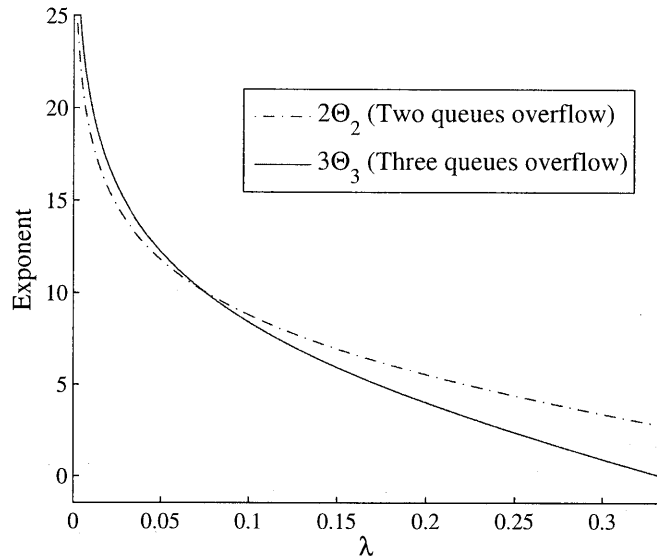 25
20
15
10
5
0
Exponent
2Θ₂ (Two queues overflow)
3Θ₃ (Three queues overflow)
0 0.05 0.1 0.15 0.2 0.25 0.3
λ